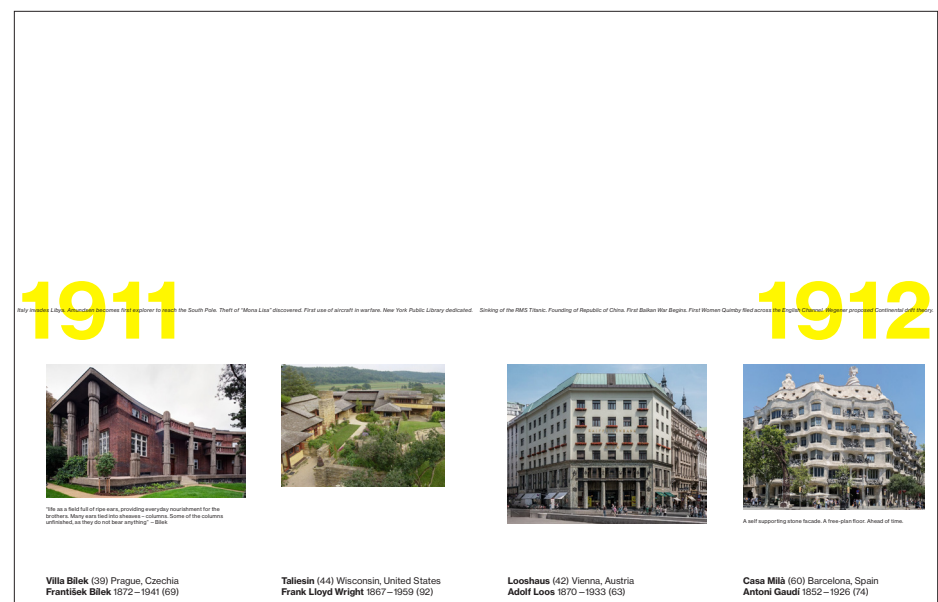 1911
1912
Italy invades Libya. Amundsen becomes first explorer to reach the South Pole. Theft of "Mona Lisa" discovered. First use of aircraft in warfare. New York Public Library dedicated.
Sinking of the RMS Titanic. Founding of Republic of China. First Balkan War Begins. First Women Quimby flied across the English Channel. Wegener proposed Continental drift theory.
"life as a field full of ripe ears, providing everyday nourishment for the
brothers. Many ears tied into sheaves – columns. Some of the columns
unfinished, as they do not bear anything" – Bílek
A self supporting stone facade. A free-plan floor. Ahead of time.
Villa Bílek (39) Prague, Czechia
František Bílek 1872–1941 (69)
Taliesin (44) Wisconsin, United States
Frank Lloyd Wright 1867–1959 (92)
Looshaus (42) Vienna, Austria
Adolf Loos 1870–1933 (63)
Casa Milà (60) Barcelona, Spain
Antoni Gaudí 1852–1926 (74)